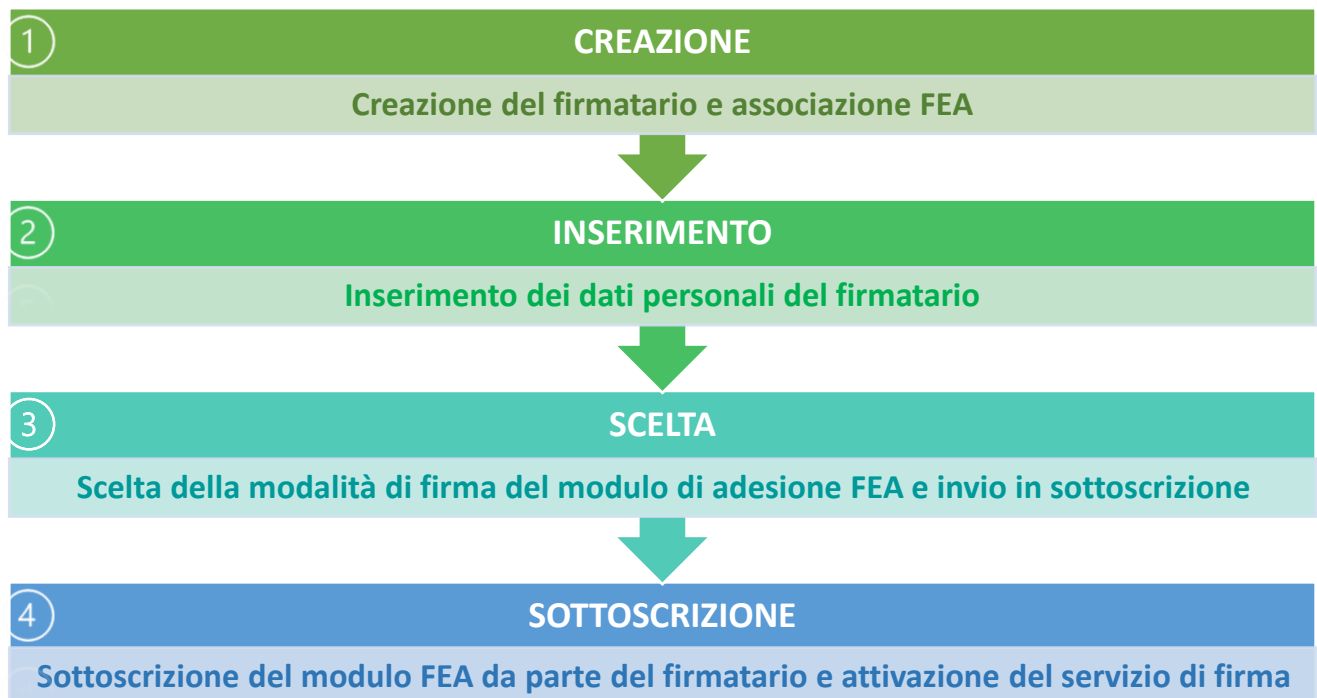 1
CREAZIONE
Creazione del firmatario e associazione FEA
2
INSERIMENTO
Inserimento dei dati personali del firmatario
3
SCELTA
Scelta della modalità di firma del modulo di adesione FEA e invio in sottoscrizione
4
SOTTOSCRIZIONE
Sottoscrizione del modulo FEA da parte del firmatario e attivazione del servizio di firma